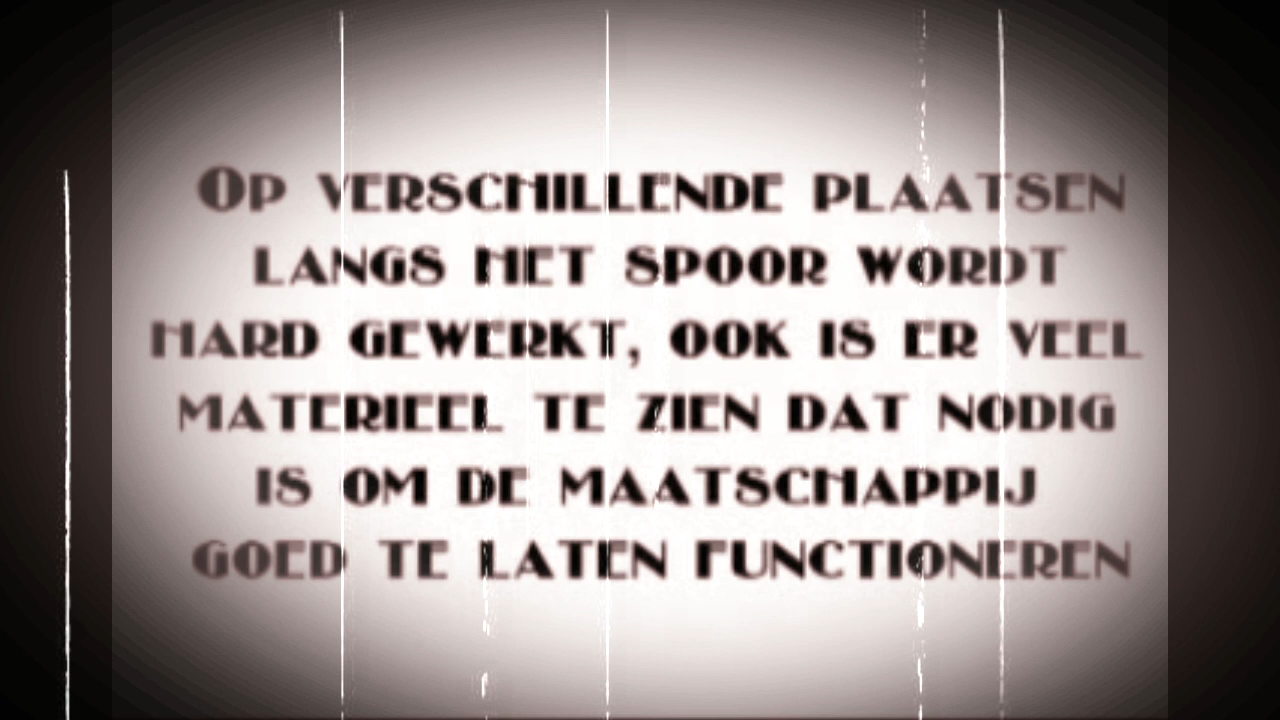 Op verschillende plaatsen
langs het spoor wordt
hard gewerkt, ook is er veel
materieel te zien dat nodig
is om de maatschappij
goed te laten functioneren